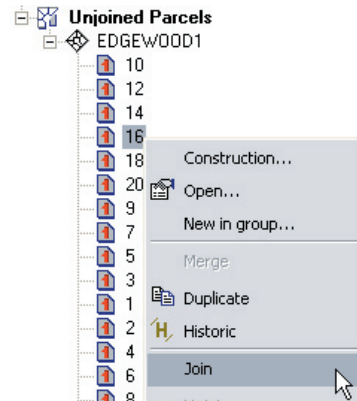 Unjoined Parcels
EDGEWOOD1
10
12
14
16
18
20
9
7
5
3
1
2
4
6
8
Construction...
Open...
New in group...
Merge
Duplicate
Historic
Join